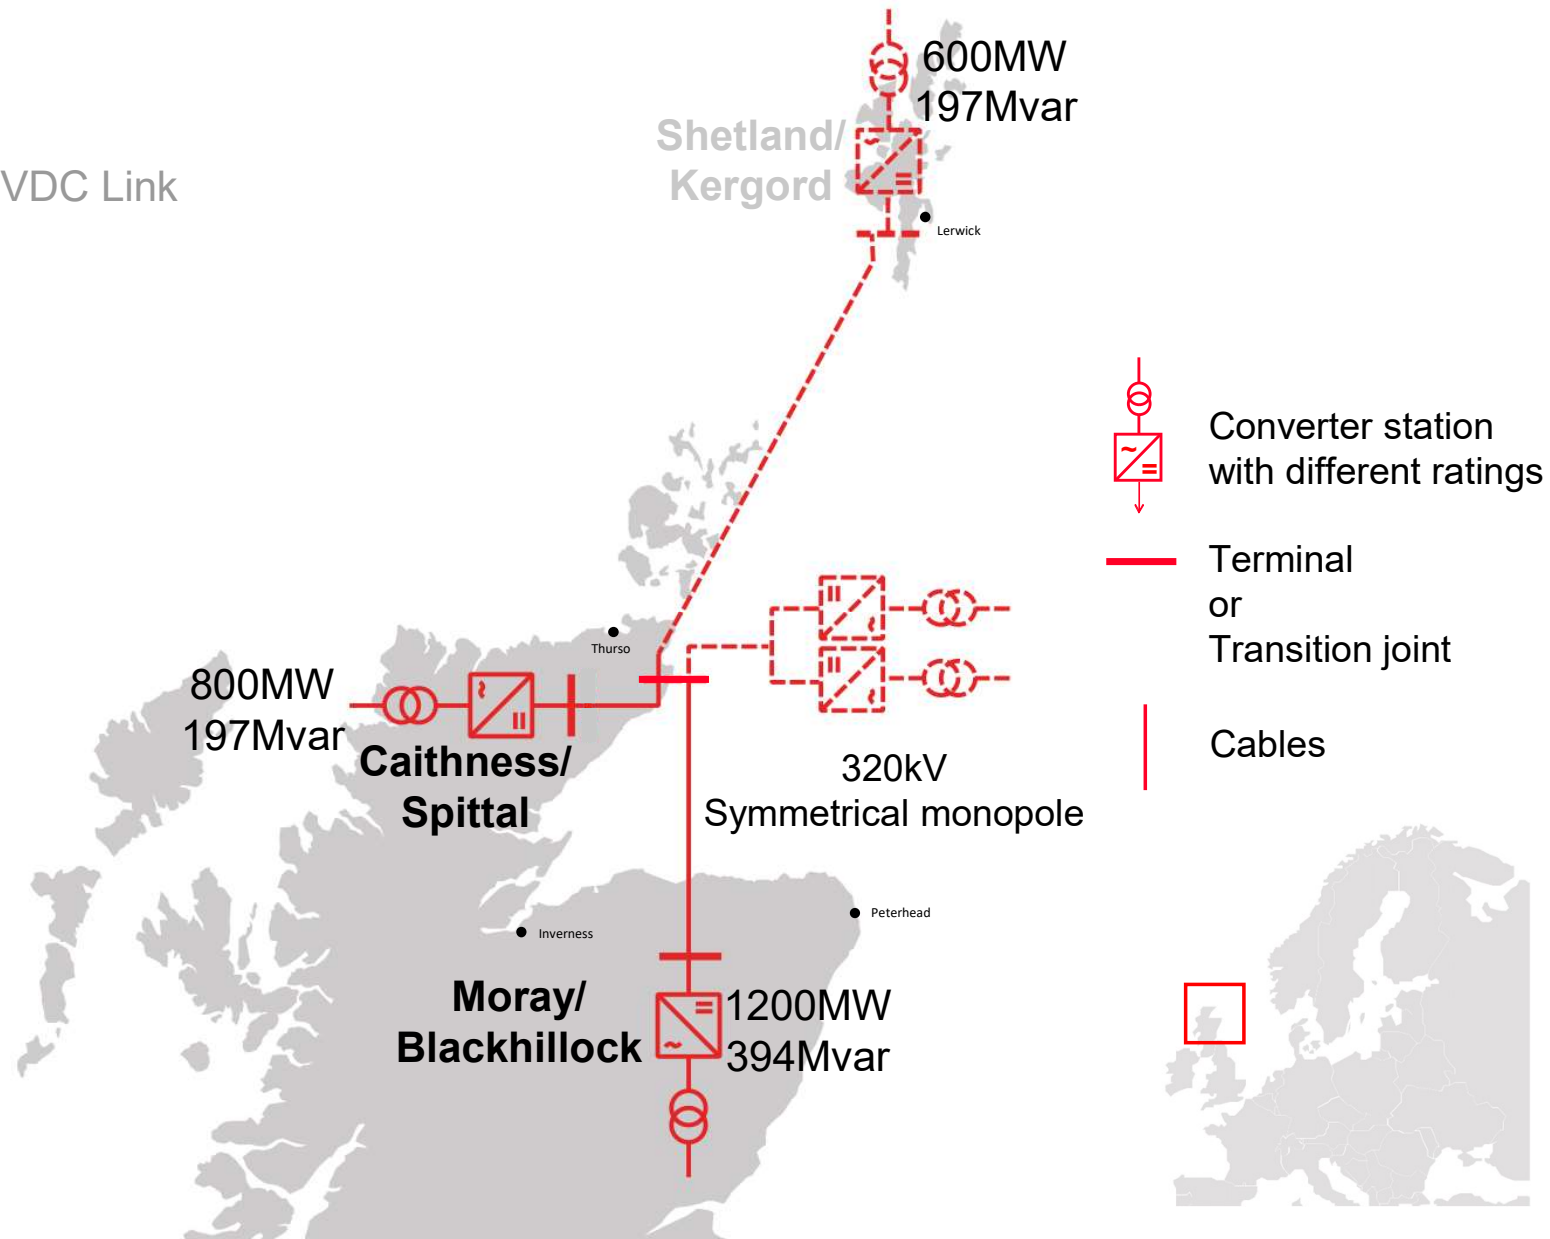 600MW
197Mvar
Shetland/
Kergord
VDC Link
Lerwick
Converter station
with different ratings
Terminal
or
Transition joint
Thurso
800MW
197Mvar
Caithness/
Spittal
320kV
Symmetrical monopole
Cables
Peterhead
Inverness
Moray/
Blackhillock
1200MW
394Mvar